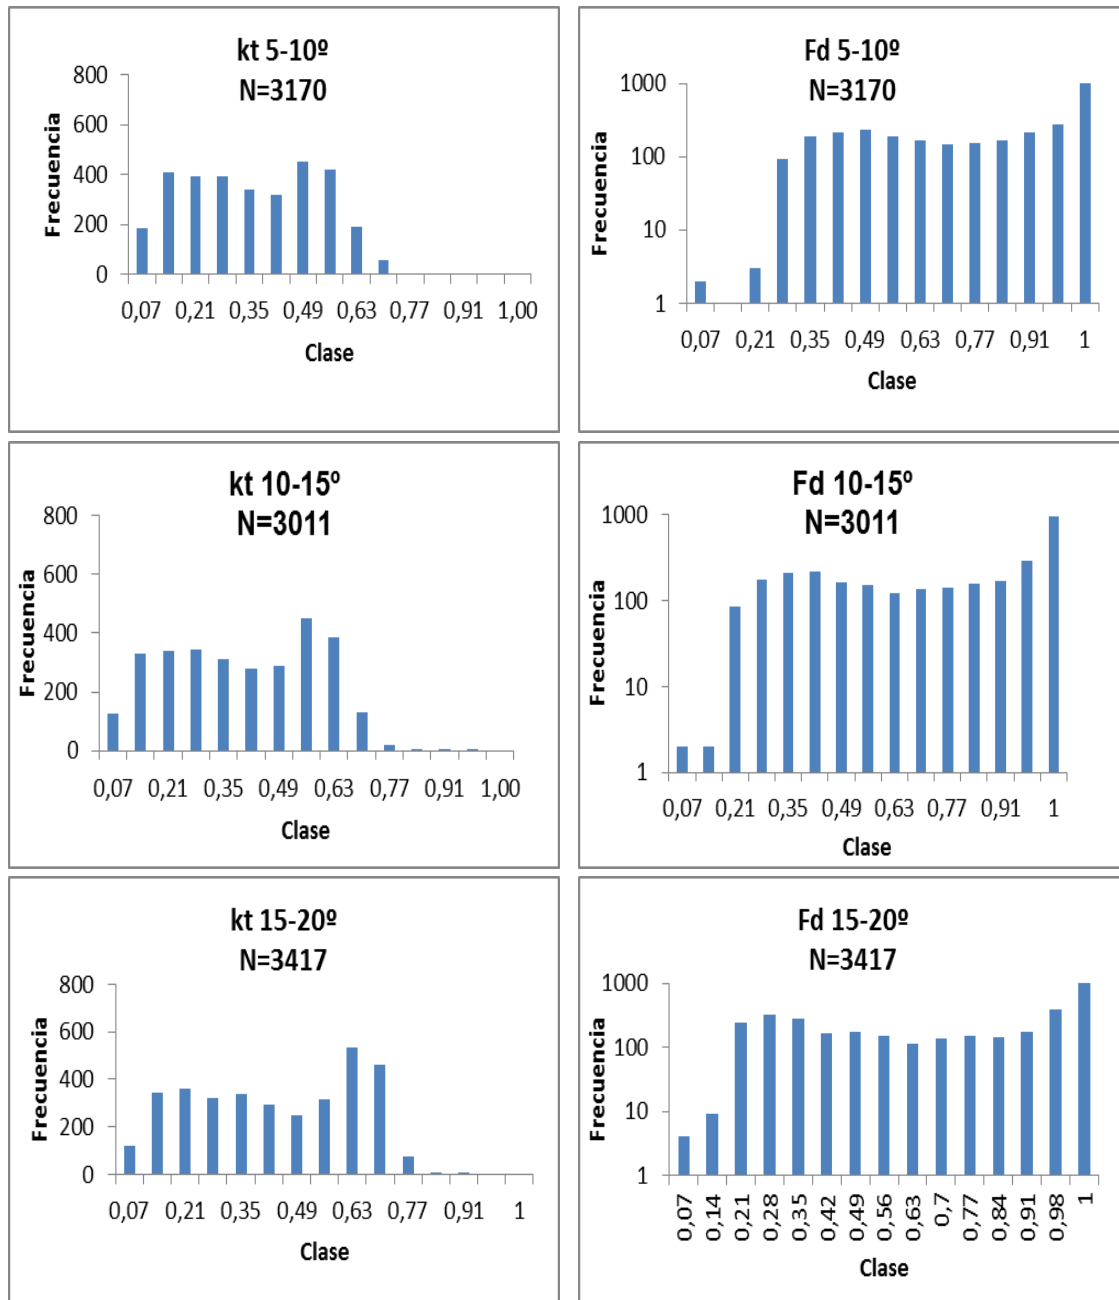 kt 5-10º
N=3170
800
600
400
200
0
Frecuencia
0,07 0,21 0,35 0,49 0,63 0,77 0,91 1,00
Clase
Fd 5-10º
N=3170
1000
100
10
1
Frecuencia
0,07 0,21 0,35 0,49 0,63 0,77 0,91 1
Clase
kt 10-15º
N=3011
800
600
400
200
0
Frecuencia
0,07 0,21 0,35 0,49 0,63 0,77 0,91 1,00
Clase
Fd 10-15º
N=3011
1000
100
10
1
Frecuencia
0,07 0,21 0,35 0,49 0,63 0,77 0,91 1
Clase
kt 15-20º
N=3417
800
600
400
200
0
Frecuencia
0,07 0,21 0,35 0,49 0,63 0,77 0,91 1
Clase
Fd 15-20º
N=3417
1000
100
10
1
Frecuencia
0,07 0,14 0,21 0,28 0,35 0,42 0,49 0,56 0,63 0,7 0,77 0,84 0,91 0,98 1
Clase